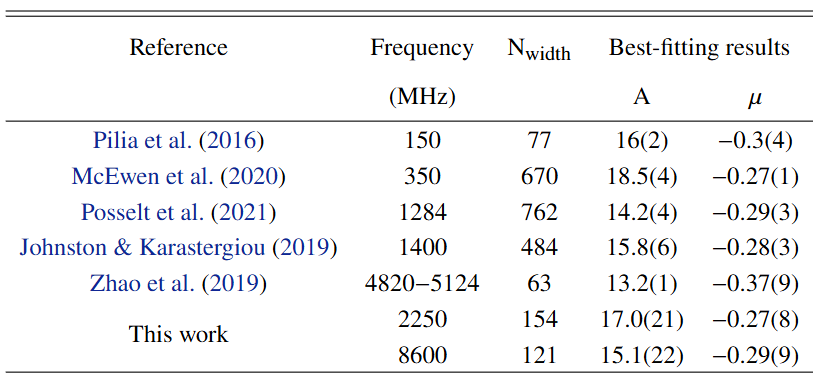 Reference Frequency N_width Best-fitting results
(MHz) A μ
Pilia et al. (2016) 150 77 16(2) −0.3(4)
McEwen et al. (2020) 350 670 18.5(4) −0.27(1)
Posselt et al. (2021) 1284 762 14.2(4) −0.29(3)
Johnston & Karastergiou (2019) 1400 484 15.8(6) −0.28(3)
Zhao et al. (2019) 4820−5124 63 13.2(1) −0.37(9)
This work 2250 154 17.0(21) −0.27(8)
8600 121 15.1(22) −0.29(9)